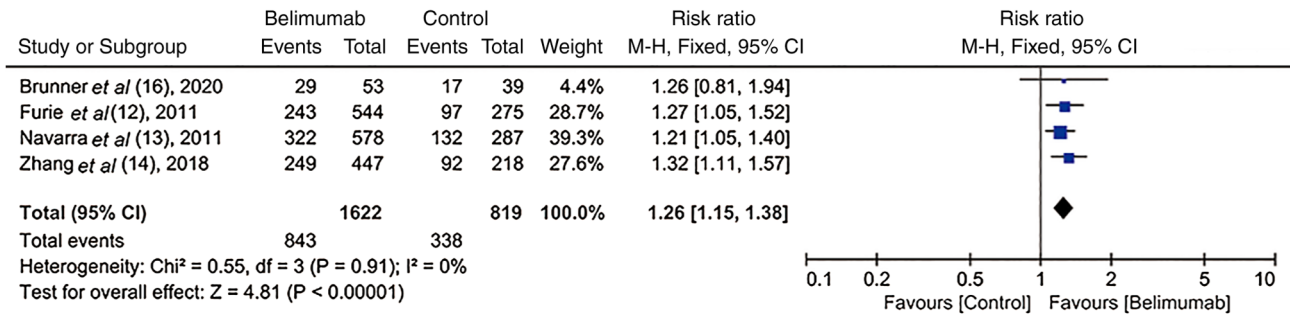 Belimumab Control Risk ratio Risk ratio
Study or Subgroup Events Total Events Total Weight M-H, Fixed, 95% CI M-H, Fixed, 95% CI
Brunner et al (16), 2020 29 53 17 39 4.4% 1.26 [0.81, 1.94]
Furie et al(12), 2011 243 544 97 275 28.7% 1.27 [1.05, 1.52]
Navarra et al (13), 2011 322 578 132 287 39.3% 1.21 [1.05, 1.40]
Zhang et al (14), 2018 249 447 92 218 27.6% 1.32 [1.11, 1.57]
Total (95% CI) 1622 819 100.0% 1.26 [1.15, 1.38]
Total events 843 338
Heterogeneity: Chi² = 0.55, df = 3 (P = 0.91); I² = 0%
Test for overall effect: Z = 4.81 (P < 0.00001)
0.1 0.2 0.5 1 2 5 10
Favours [Control] Favours [Belimumab]